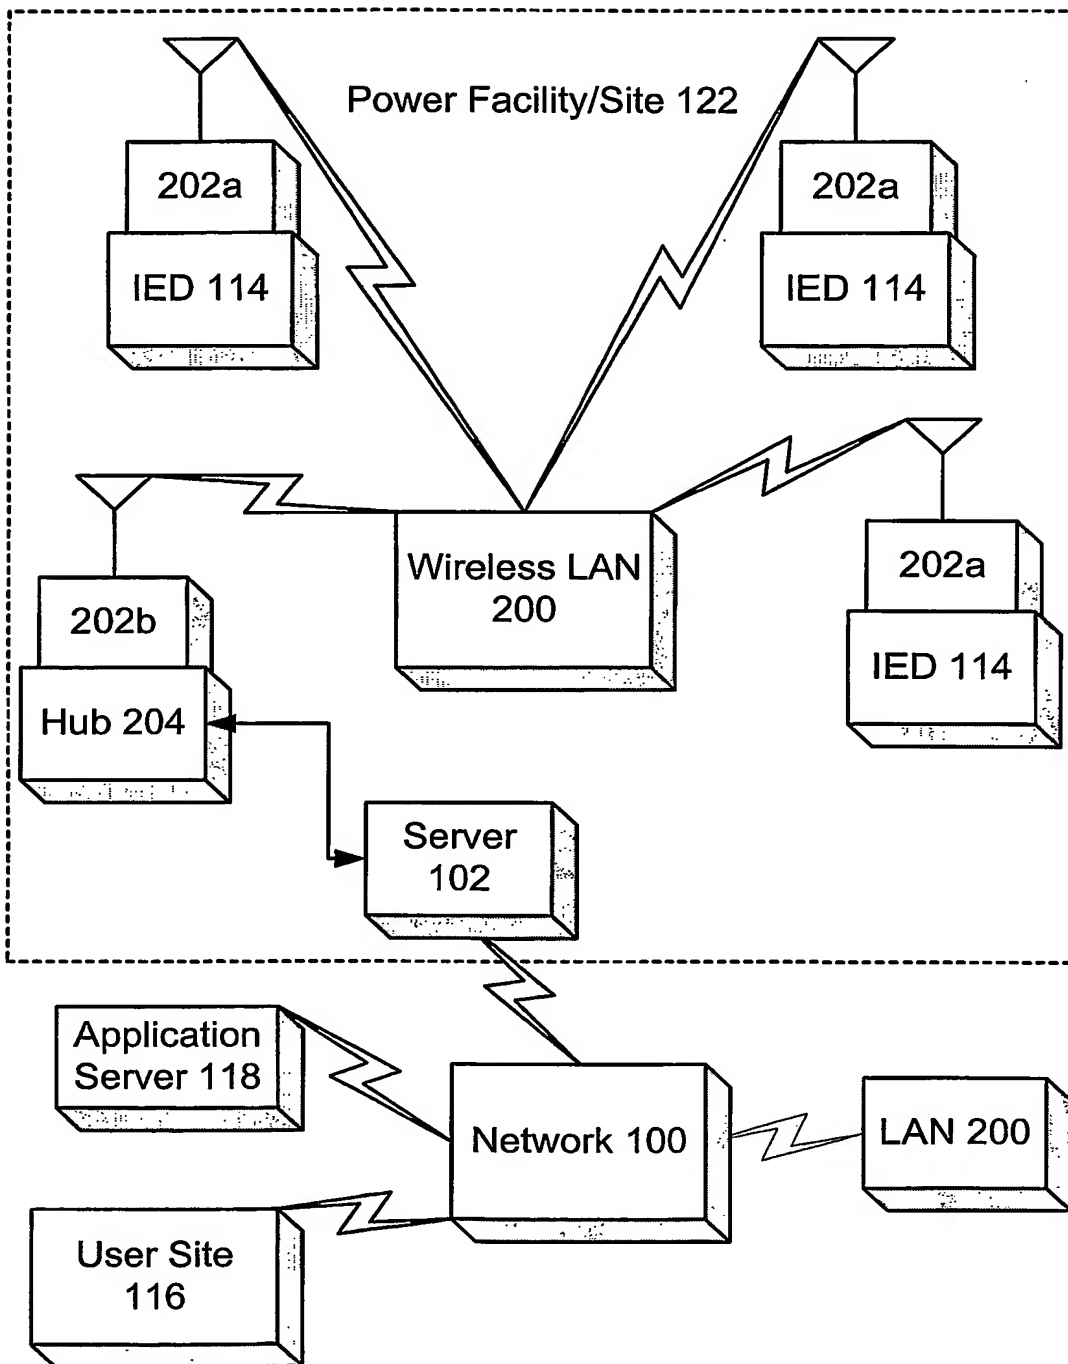 Power Facility/Site 122
202a
IED 114
202a
IED 114
Wireless LAN
200
202a
IED 114
202b
Hub 204
Server
102
Application
Server 118
Network 100
LAN 200
User Site
116